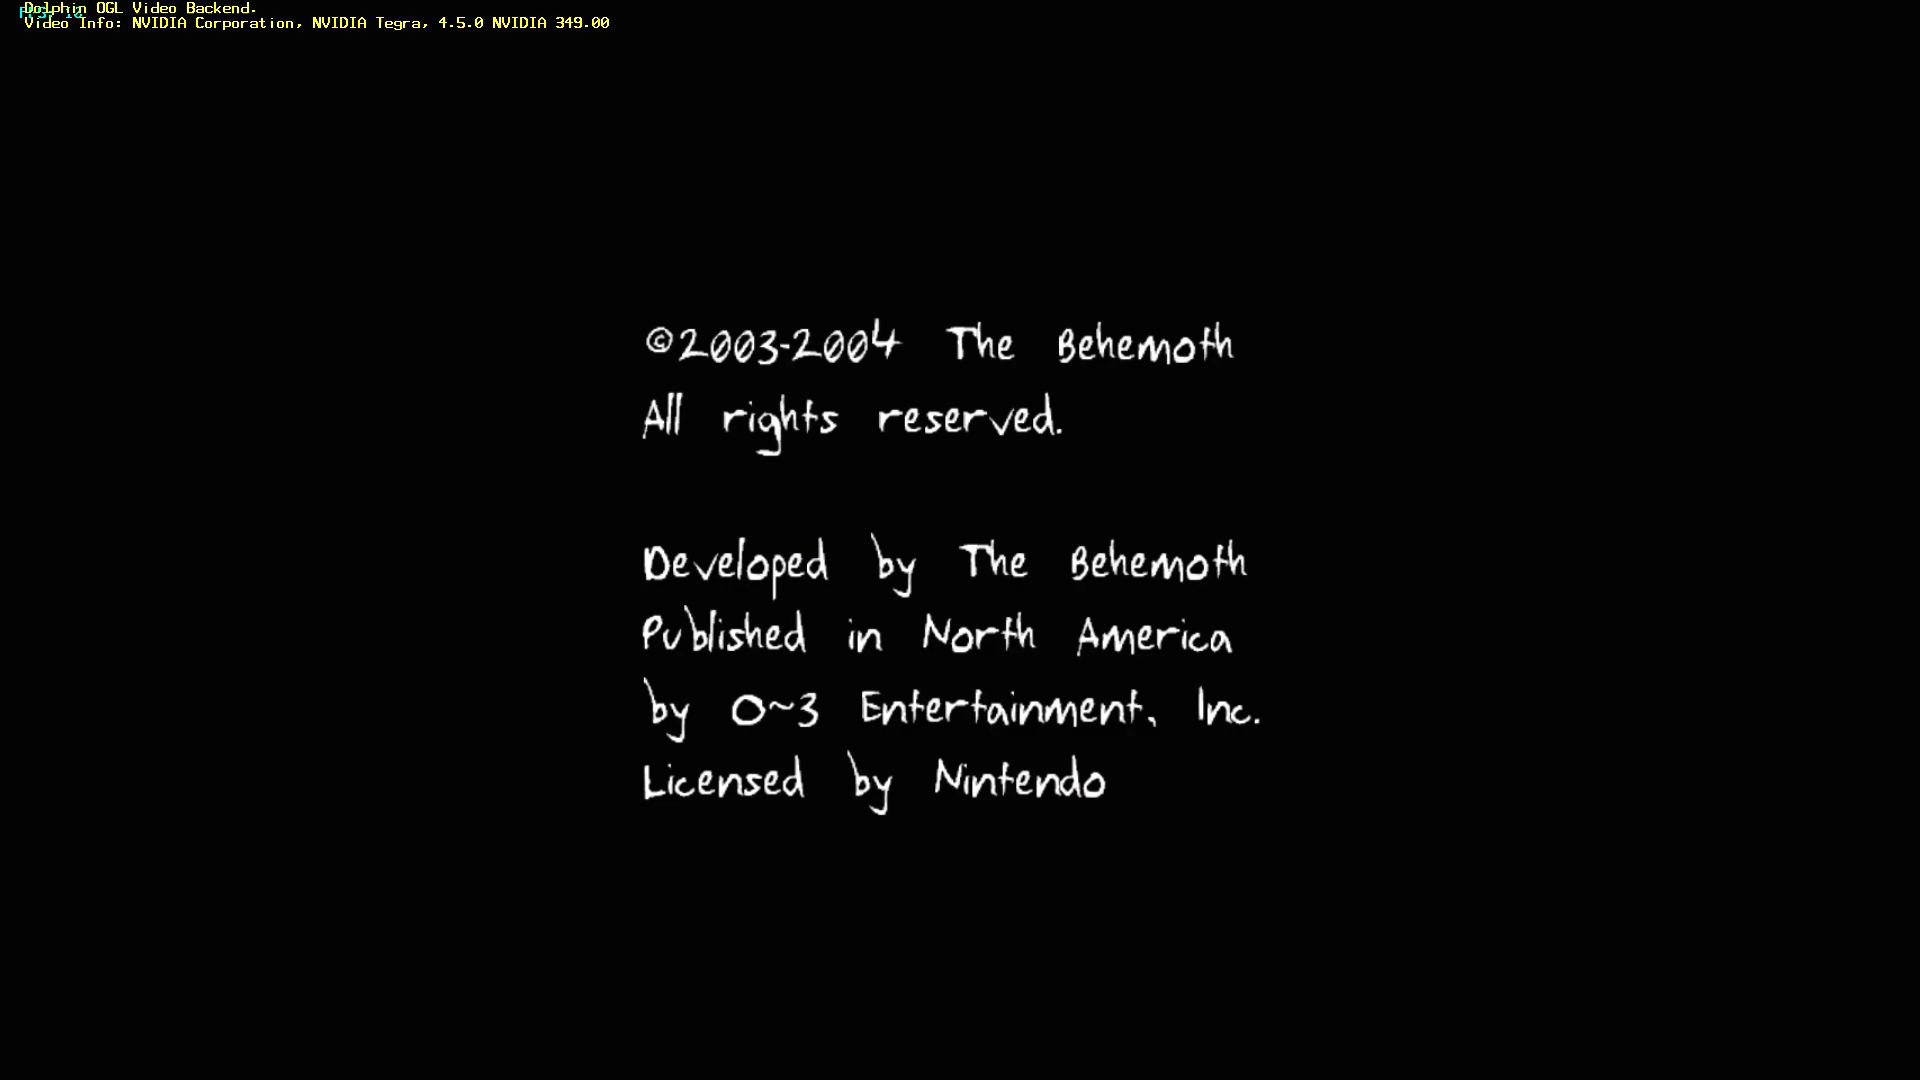 Dolphin OGL Video Backend.
Video Info: NVIDIA Corporation, NVIDIA Tegra, 4.5.0 NVIDIA 349.00
©2003-2004 The Behemoth
All rights reserved.
Developed by The Behemoth
Published in North America
by O~3 Entertainment, Inc.
Licensed by Nintendo